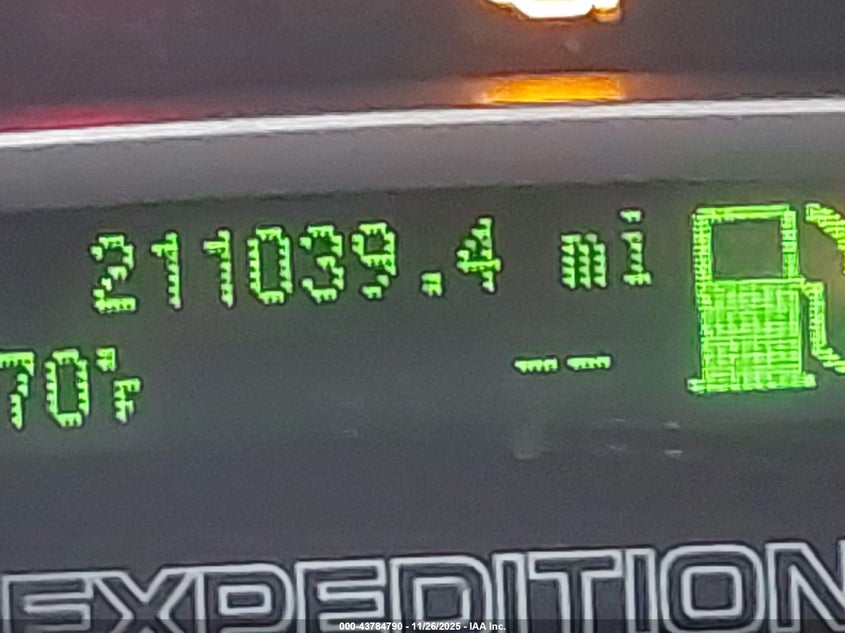 211039.4 mi
70°F --
EXPEDITION
000-43784790 - 11/26/2025 - IAA Inc.